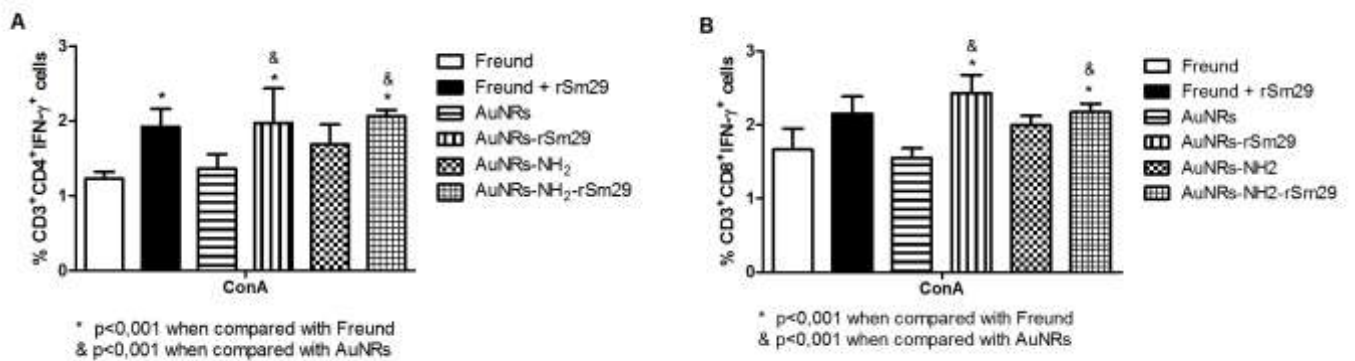 A
% CD3⁺CD4⁺IFN-γ⁺ cells
3
2
1
0
*
&
*
&
*
ConA
Freund
Freund + rSm29
AuNRs
AuNRs-rSm29
AuNRs-NH₂
AuNRs-NH₂-rSm29
* p<0,001 when compared with Freund
& p<0,001 when compared with AuNRs
B
% CD3⁺CD8⁺IFN-γ⁺ cells
3
2
1
0
&
*
&
*
ConA
Freund
Freund + rSm29
AuNRs
AuNRs-rSm29
AuNRs-NH2
AuNRs-NH2-rSm29
* p<0,001 when compared with Freund
& p<0,001 when compared with AuNRs